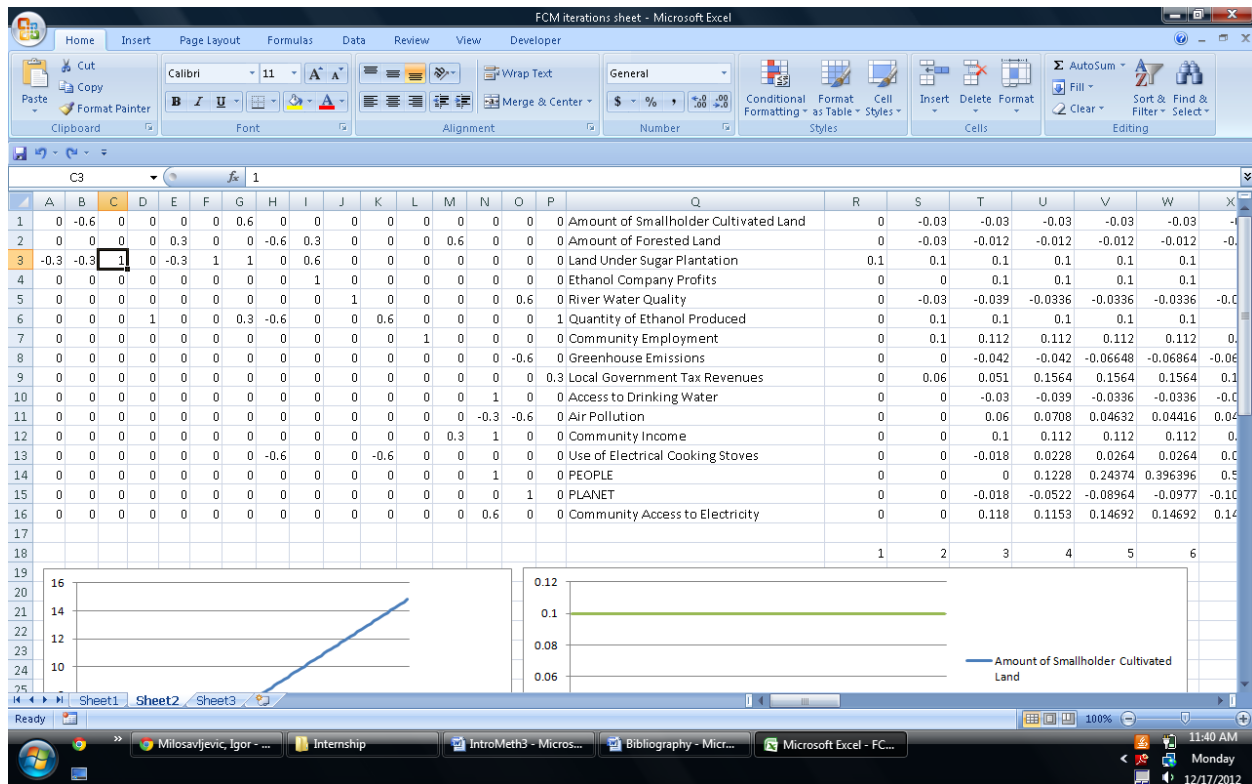 FCM iterations sheet - Microsoft Excel
Home Insert Page Layout Formulas Data Review View Developer
Cut
Copy
Format Painter
Paste
Clipboard
Calibri 11 A A
B I U A
Font
Wrap Text
Merge & Center
Alignment
General
$ % , .0 .00 .00 .0
Number
Conditional Formatting
Format as Table
Cell Styles
Styles
Insert Delete Format
Cells
Σ AutoSum
Fill
Clear
Sort & Filter
Find & Select
Editing
C3 fx 1
A B C D E F G H I J K L M N O P Q R S T U V W X
1 0 -0.6 0 0 0 0 0.6 0 0 0 0 0 0 0 0 0 Amount of Smallholder Cultivated Land 0 -0.03 -0.03 -0.03 -0.03 -0.03
2 0 0 0 0 0.3 0 0 -0.6 0.3 0 0 0 0.6 0 0 0 Amount of Forested Land 0 -0.03 -0.012 -0.012 -0.012 -0.012
3 -0.3 -0.3 1 0 -0.3 1 1 0 0.6 0 0 0 0 0 0 0 Land Under Sugar Plantation 0.1 0.1 0.1 0.1 0.1 0.1
4 0 0 0 0 0 0 0 0 1 0 0 0 0 0 0 0 Ethanol Company Profits 0 0 0.1 0.1 0.1 0.1
5 0 0 0 0 0 0 0 0 0 1 0 0 0 0 0.6 0 River Water Quality 0 -0.03 -0.039 -0.0336 -0.0336 -0.0336
6 0 0 0 1 0 0 0.3 -0.6 0 0 0.6 0 0 0 0 1 Quantity of Ethanol Produced 0 0.1 0.1 0.1 0.1 0.1
7 0 0 0 0 0 0 0 0 0 0 0 1 0 0 0 0 Community Employment 0 0.1 0.112 0.112 0.112 0.112
8 0 0 0 0 0 0 0 0 0 0 0 0 0 0 -0.6 0 Greenhouse Emissions 0 0 -0.042 -0.042 -0.06648 -0.06864
9 0 0 0 0 0 0 0 0 0 0 0 0 0 0 0 0.3 Local Government Tax Revenues 0 0.06 0.051 0.1564 0.1564 0.1564
10 0 0 0 0 0 0 0 0 0 0 0 0 0 1 0 0 Access to Drinking Water 0 0 -0.03 -0.039 -0.0336 -0.0336
11 0 0 0 0 0 0 0 0 0 0 0 0 0 -0.3 -0.6 0 Air Pollution 0 0 0.06 0.0708 0.04632 0.04416
12 0 0 0 0 0 0 0 0 0 0 0 0 0.3 1 0 0 Community Income 0 0 0.1 0.112 0.112 0.112
13 0 0 0 0 0 0 0 -0.6 0 0 -0.6 0 0 0 0 0 Use of Electrical Cooking Stoves 0 0 -0.018 0.0228 0.0264 0.0264
14 0 0 0 0 0 0 0 0 0 0 0 0 0 1 0 0 PEOPLE 0 0 0 0.1228 0.24374 0.396396
15 0 0 0 0 0 0 0 0 0 0 0 0 0 0 1 0 PLANET 0 0 -0.018 -0.0522 -0.08964 -0.0977
16 0 0 0 0 0 0 0 0 0 0 0 0 0 0.6 0 0 Community Access to Electricity 0 0 0.118 0.1153 0.14692 0.14692
17
18 1 2 3 4 5 6
19
20
21
22
23
24
25
16
14
12
10
0.12
0.1
0.08
0.06
Amount of Smallholder Cultivated
Land
Sheet1 Sheet2 Sheet3
Ready 100%
Milosavljevic, Igor - ... Internship IntroMeth3 - Micros... Bibliography - Micr... Microsoft Excel - FC...
11:40 AM
Monday
12/17/2012